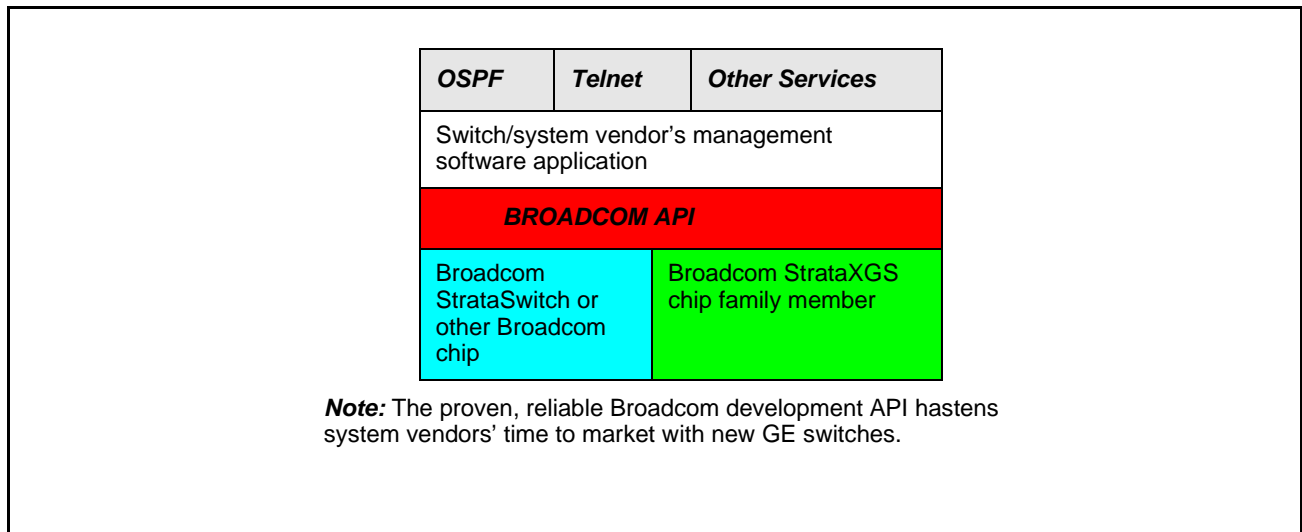 OSPF Telnet Other Services
Switch/system vendor's management
software application
BROADCOM API
Broadcom
StrataSwitch or
other Broadcom
chip
Broadcom StrataXGS
chip family member
Note: The proven, reliable Broadcom development API hastens
system vendors’ time to market with new GE switches.